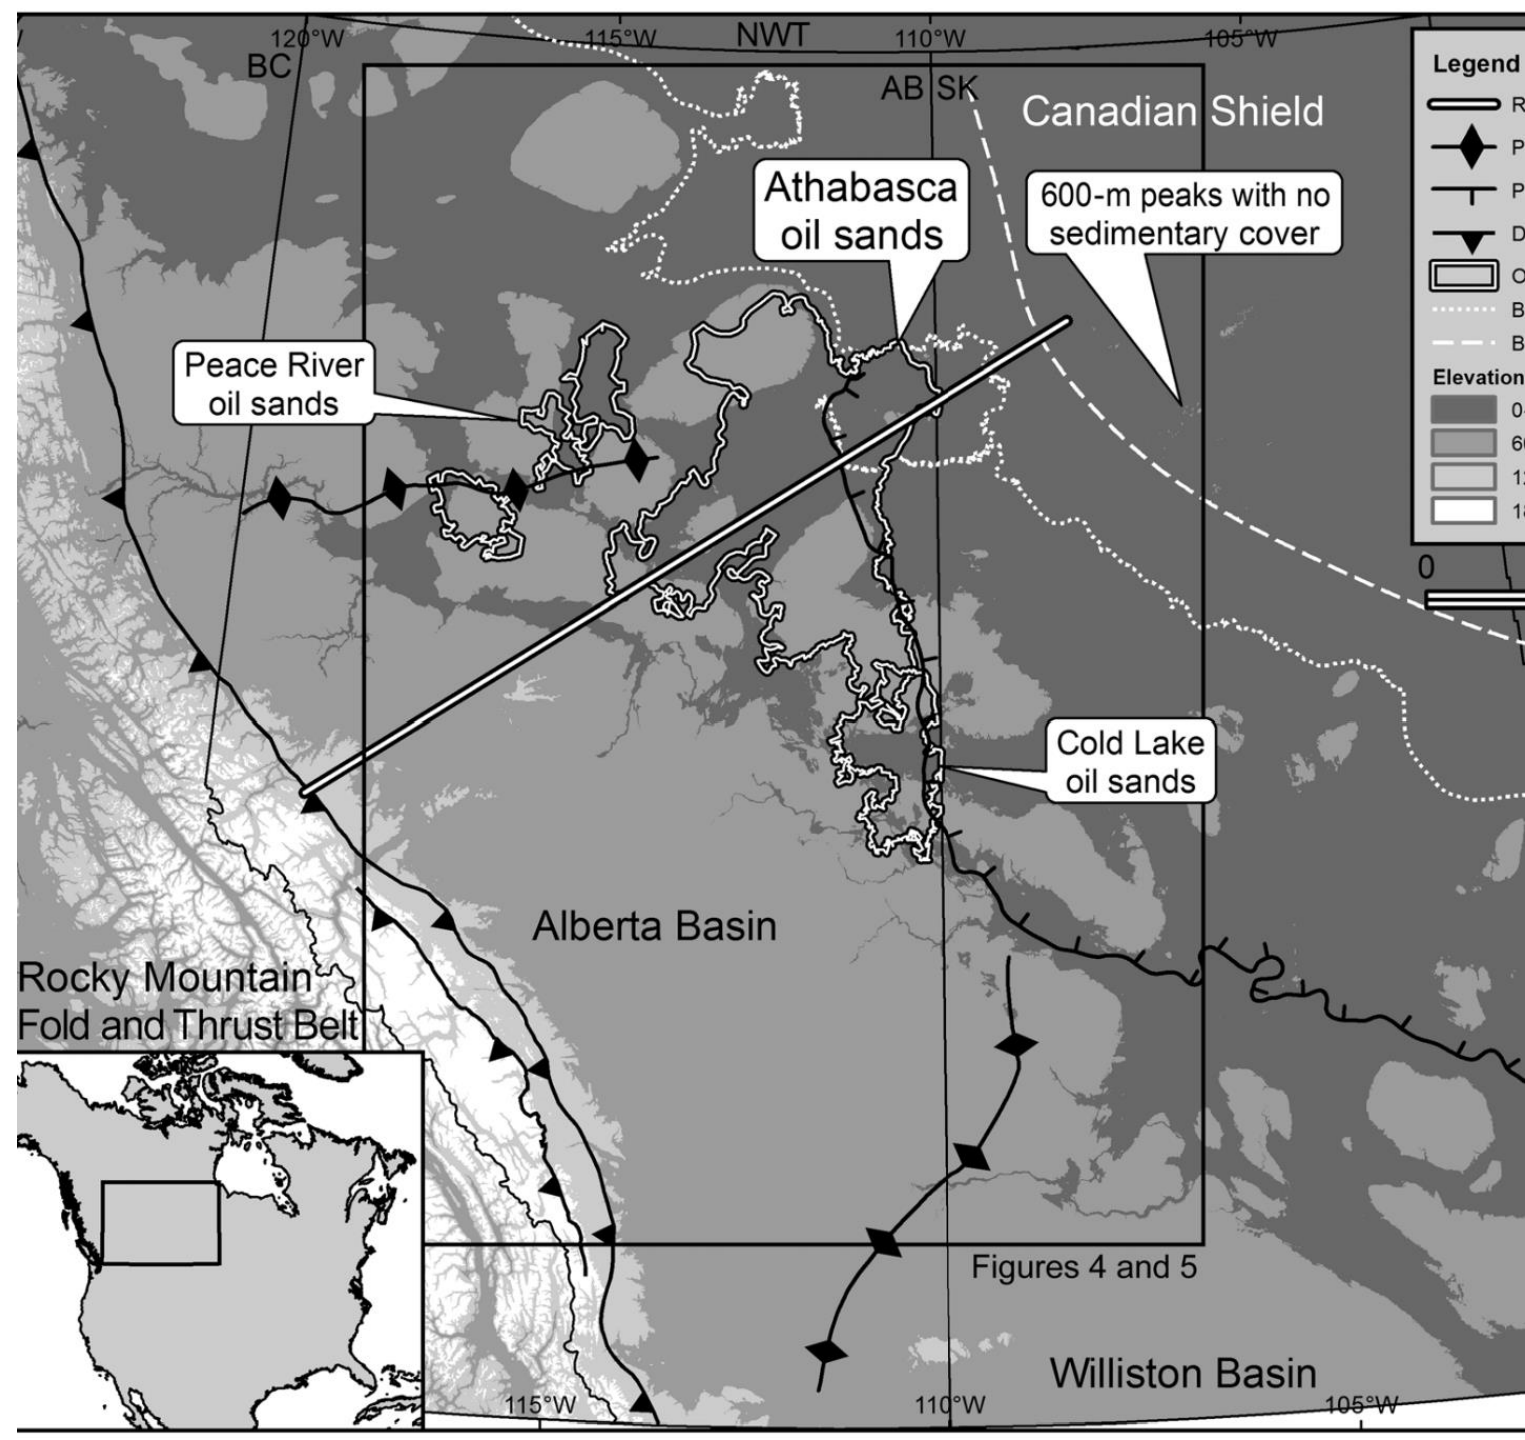 120°W
115°W
NWT
110°W
105°W
BC
AB SK
Canadian Shield
Athabasca
oil sands
600-m peaks with no
sedimentary cover
Peace River
oil sands
Cold Lake
oil sands
Alberta Basin
Rocky Mountain
Fold and Thrust Belt
Figures 4 and 5
Williston Basin
115°W
110°W
105°W
Legend
R
P
P
D
O
B
B
Elevation
0